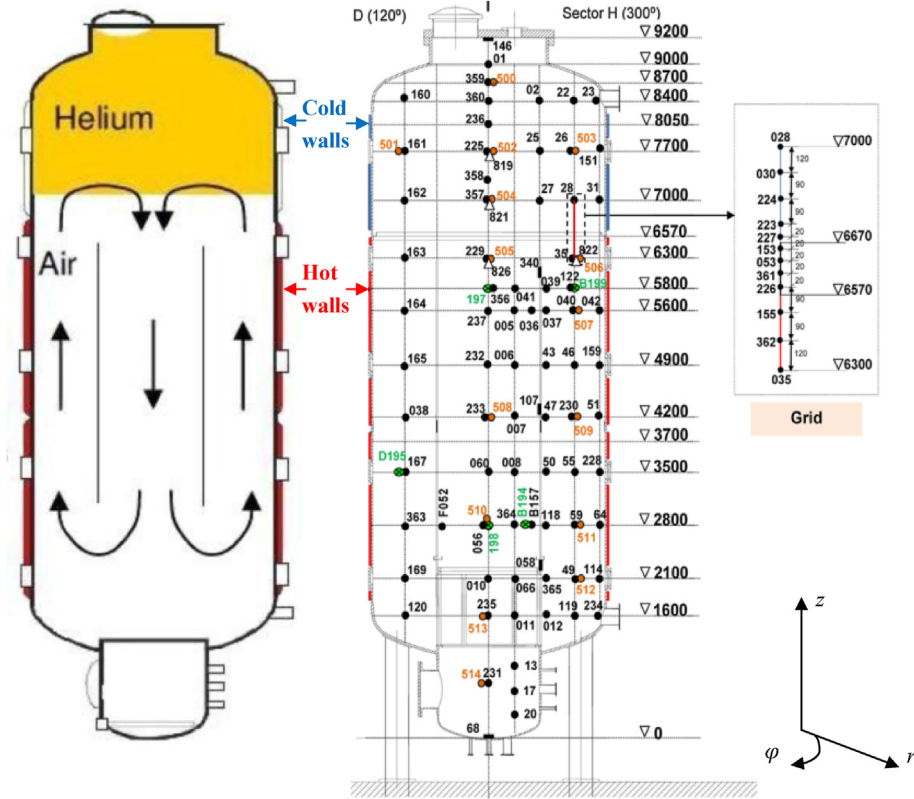 D (120°) Sector H (300°)
Helium
Air
Cold
walls
Hot
walls
▽ 9200
146
01 ▽ 9000
359 500 ▽ 8700
160 360 02 22 23 ▽ 8400
236 ▽ 8050
501 161 225 502 25 26 503 ▽ 7700
819 151
358
162 357 504 27 28 31 ▽ 7000
821
▽ 6570
163 229 505 35 822 ▽ 6300
340 506
826 039 122 B199 ▽ 5800
197 356 041
164 040 042 ▽ 5600
237 005 036 037 507
165 232 006 43 46 159 ▽ 4900
107
038 233 508 47 230 51 ▽ 4200
007 509
▽ 3700
D195
167 060 008 50 55 228 ▽ 3500
F052 B194 B157
510
363 364 118 59 64 ▽ 2800
056 198 511
058
169 49 114 ▽ 2100
010 066 365 512
120 235 119 234 ▽ 1600
513 011 012
13
514 231
17
20
68 ▽ 0
028 ▽7000
120
030
90
224
90
223
20
227 ▽ 6670
20
153
20
053
20
361
20
226 ▽ 6570
90
155
90
362
120
035 ▽6300
Grid
z
φ
r